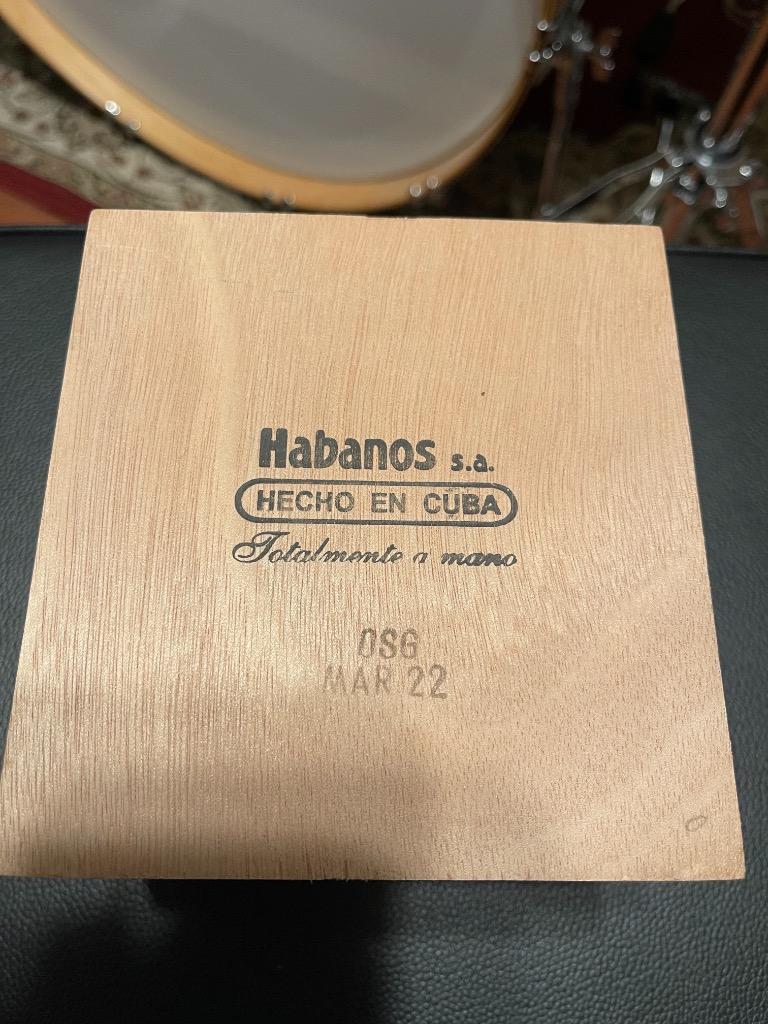 Habanos s.a.
HECHO EN CUBA
Totalmente a mano
OSG
MAR 22